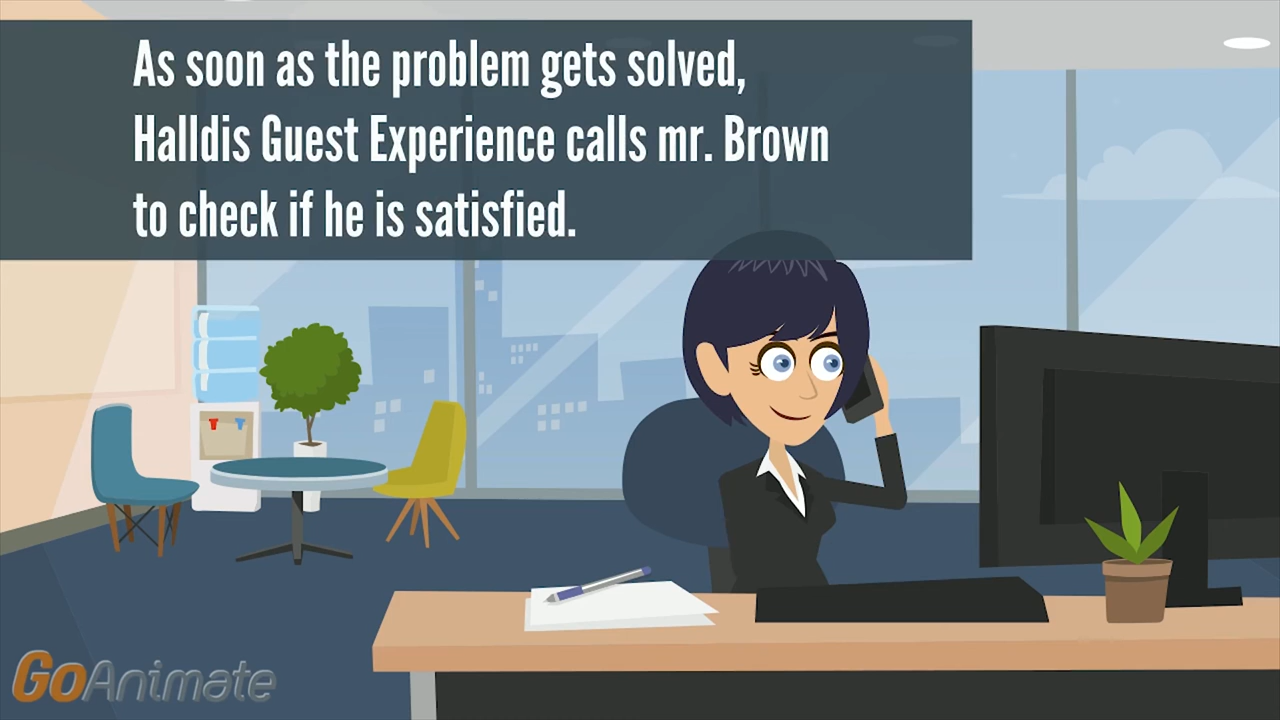 As soon as the problem gets solved,
Halldis Guest Experience calls mr. Brown
to check if he is satisfied.
GoAnimate